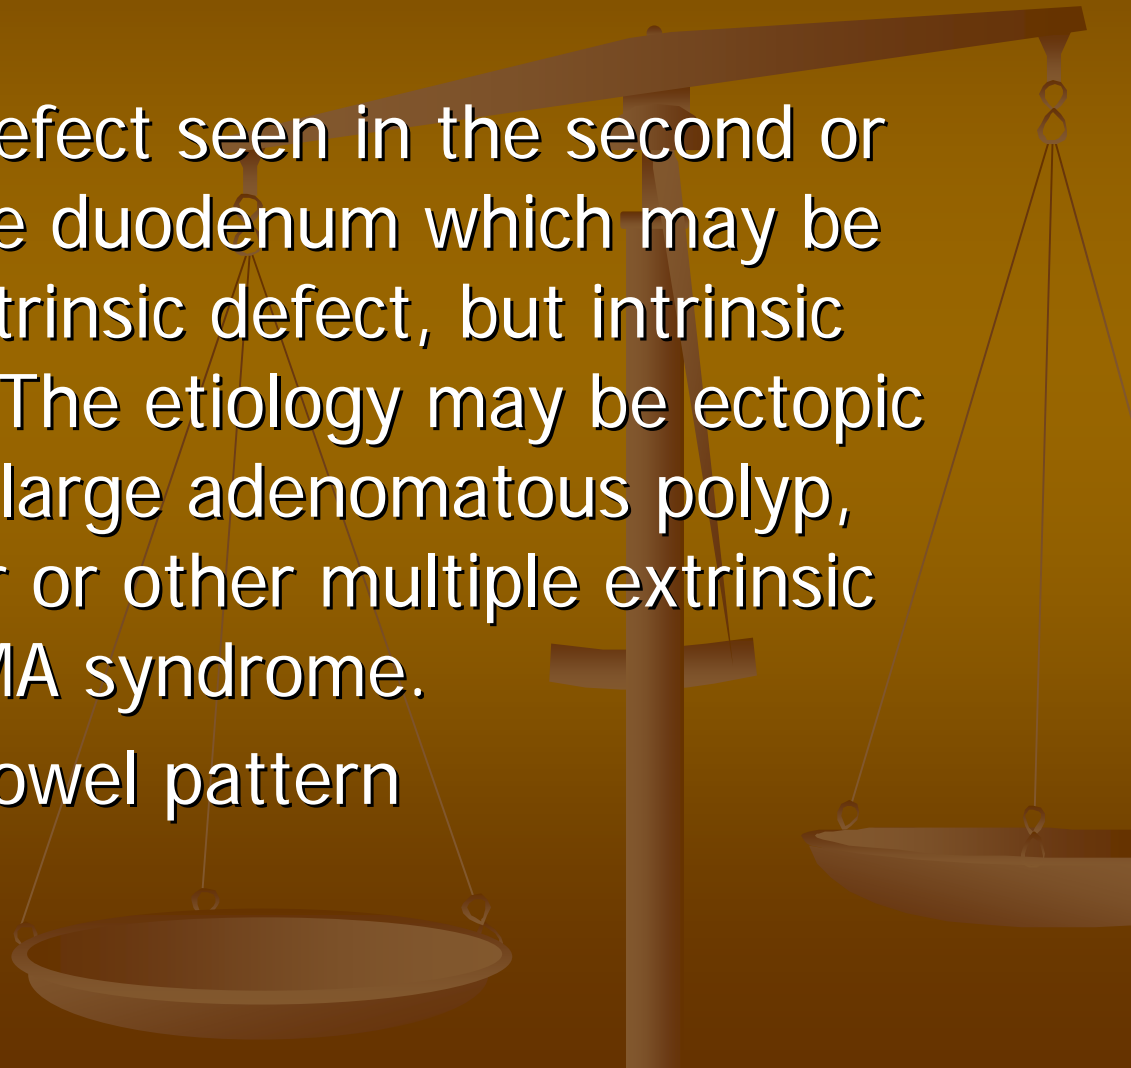 efect seen in the second or
e duodenum which may be
trinsic defect, but intrinsic
The etiology may be ectopic
large adenomatous polyp,
r or other multiple extrinsic
MA syndrome.
owel pattern